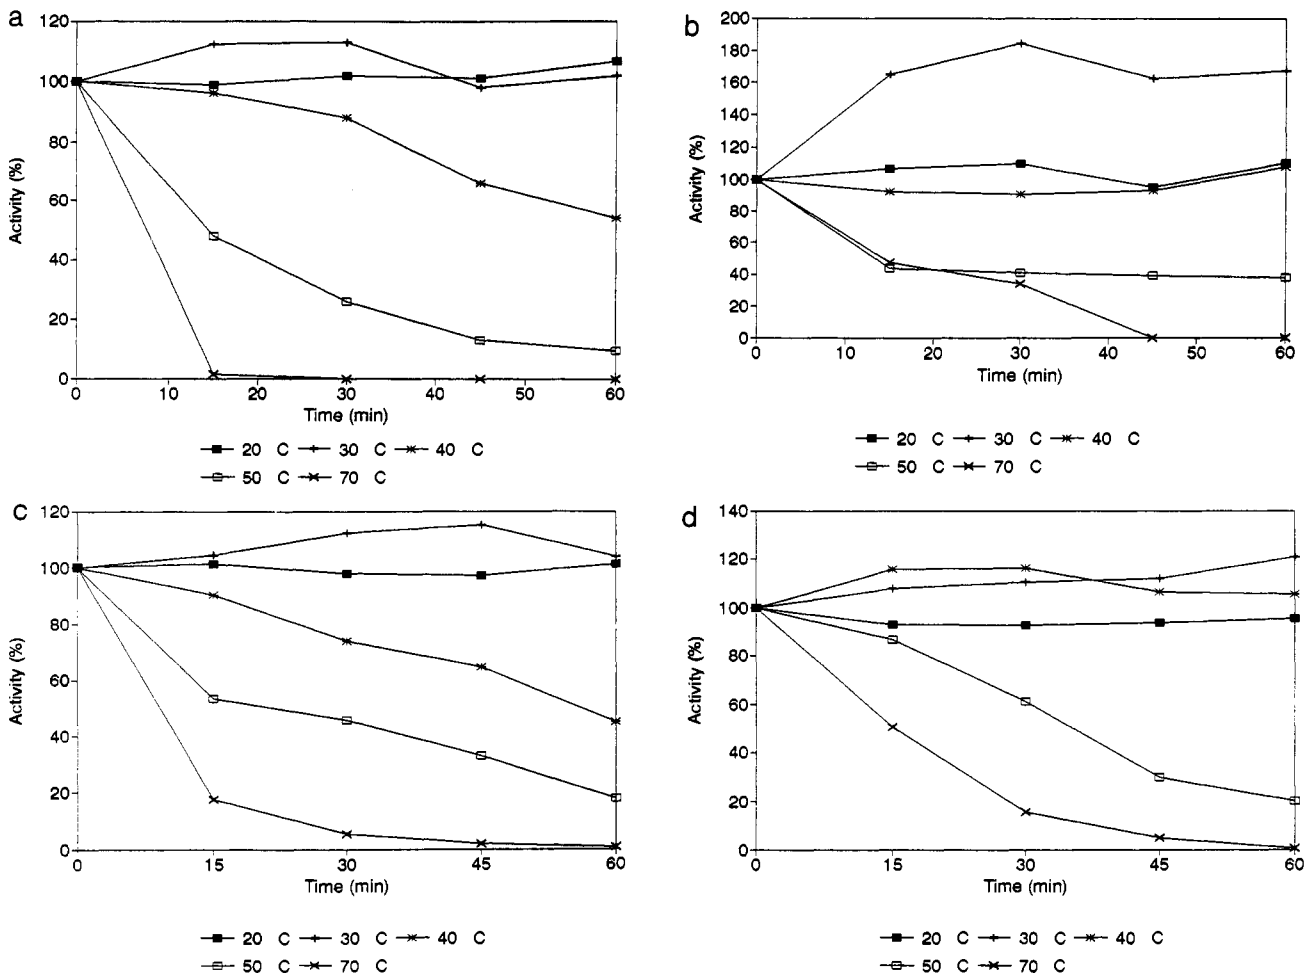 a
120
100
80
60
40
20
0
Activity (%)
0 10 20 30 40 50 60
Time (min)
20 C 30 C 40 C
50 C 70 C
b
200
180
160
140
120
100
80
60
40
20
0
Activity (%)
0 10 20 30 40 50 60
Time (min)
20 C 30 C 40 C
50 C 70 C
c
120
100
80
60
40
20
0
Activity (%)
0 15 30 45 60
Time (min)
20 C 30 C 40 C
50 C 70 C
d
140
120
100
80
60
40
20
0
Activity (%)
0 15 30 45 60
Time (min)
20 C 30 C 40 C
50 C 70 C